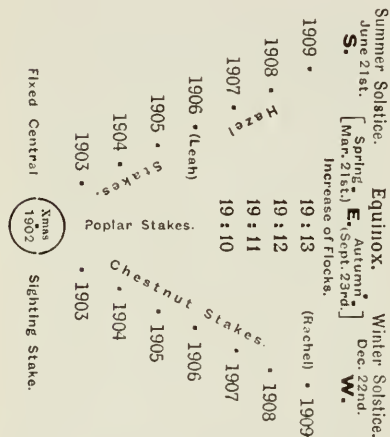 Summer Solstice. Equinox. Winter Solstice.
June 21st. [Spring. Autumn Dec. 22nd.
S. Mar. 21st.) E. (Sept. 23rd.] W.
Increase of Flocks.
1909 • 19 : 13 (Rachel) • 1909
1908 • 19 : 12 • 1908
19 : 11
1907 • Hazel 19 : 10 • 1907
1906 • (Leah) • 1906
1905 • Stakes. Chestnut Stakes. • 1905
1904 • • 1904
1903 • Poplar Stakes. • 1903
Xmas
1902
Fixed Central Sighting Stake.